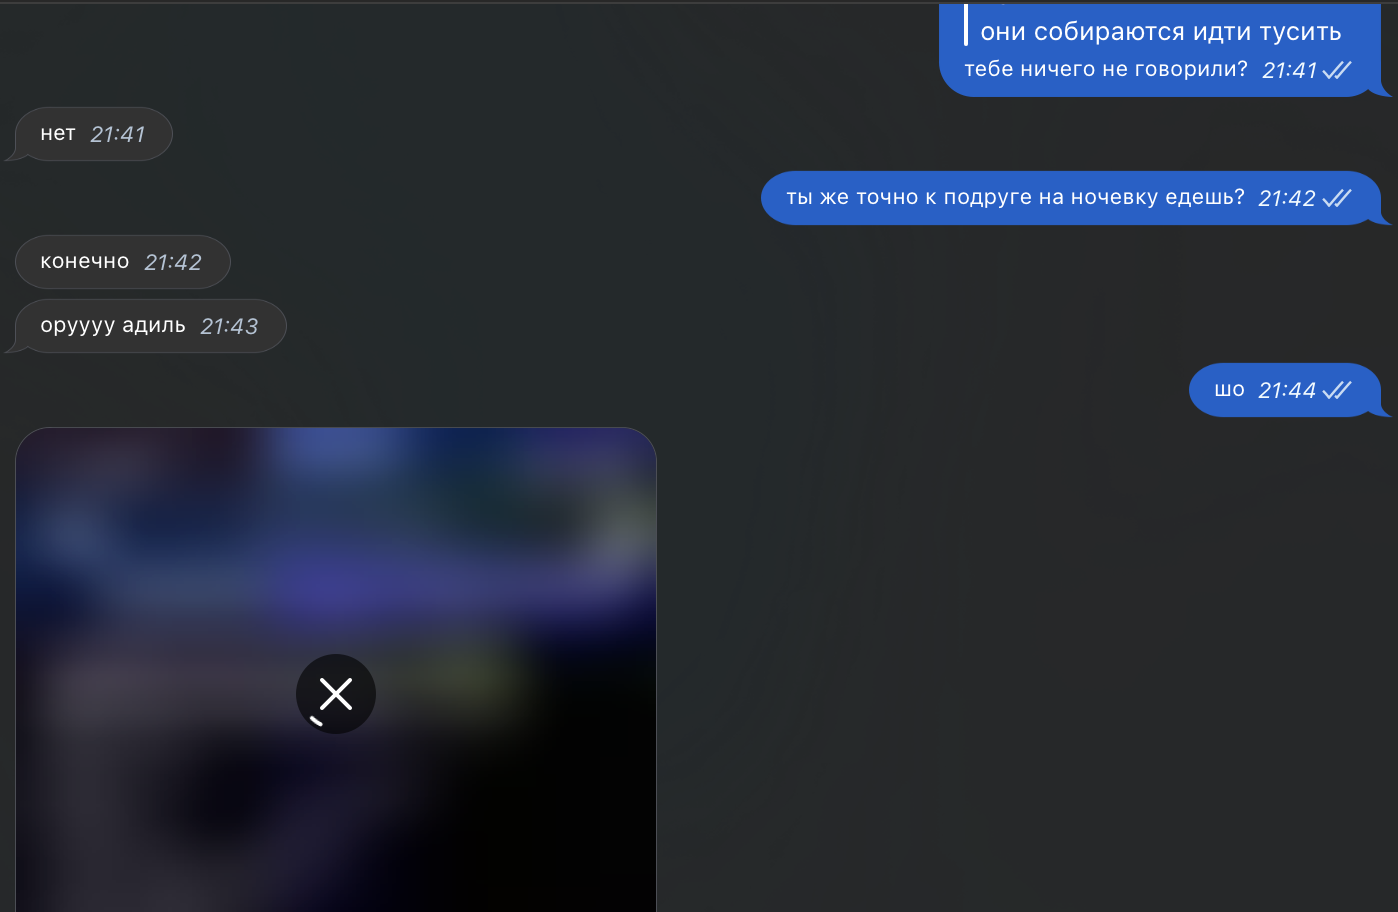 они собираются идти тусить
тебе ничего не говорили? 21:41
нет 21:41
ты же точно к подруге на ночевку едешь? 21:42
конечно 21:42
оруууу адиль 21:43
шо 21:44